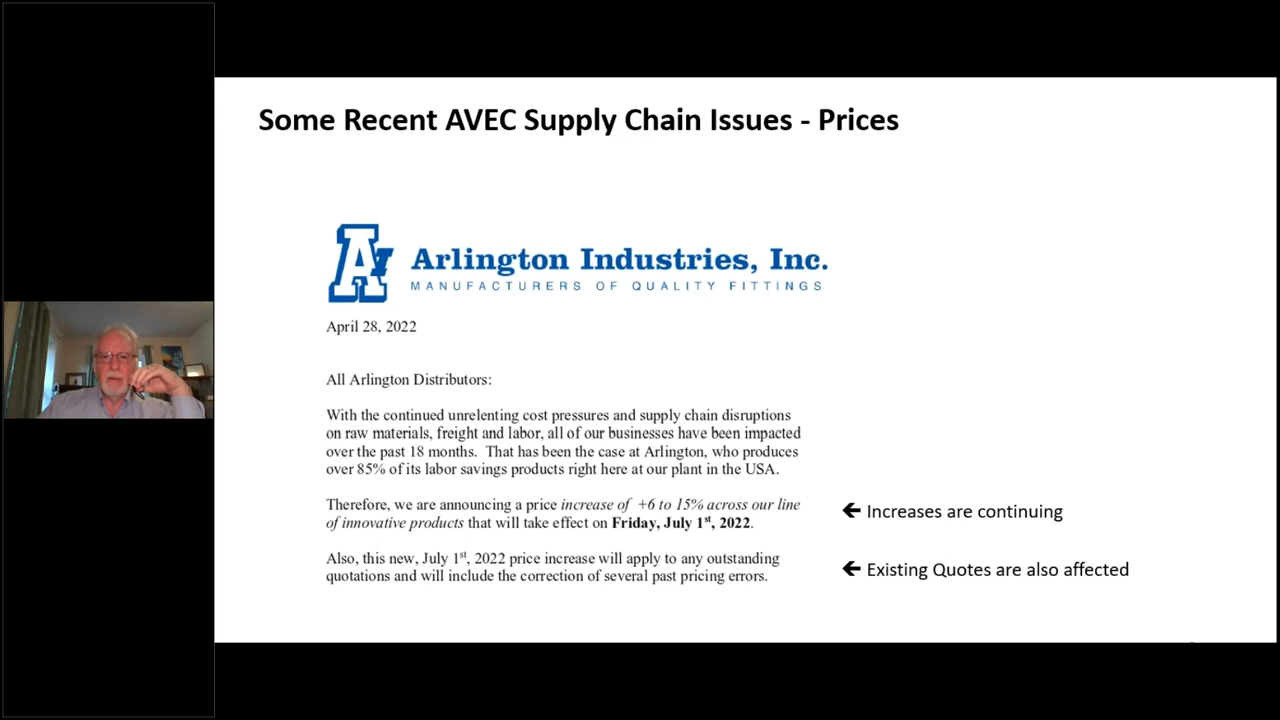 Some Recent AVEC Supply Chain Issues - Prices
Arlington Industries, Inc.
MANUFACTURERS OF QUALITY FITTINGS
April 28, 2022
All Arlington Distributors:
With the continued unrelenting cost pressures and supply chain disruptions
on raw materials, freight and labor, all of our businesses have been impacted
over the past 18 months.  That has been the case at Arlington, who produces
over 85% of its labor savings products right here at our plant in the USA.
Therefore, we are announcing a price increase of  +6 to 15% across our line
of innovative products that will take effect on Friday, July 1st, 2022.
Also, this new, July 1st, 2022 price increase will apply to any outstanding
quotations and will include the correction of several past pricing errors.
🡸 Increases are continuing
🡸 Existing Quotes are also affected